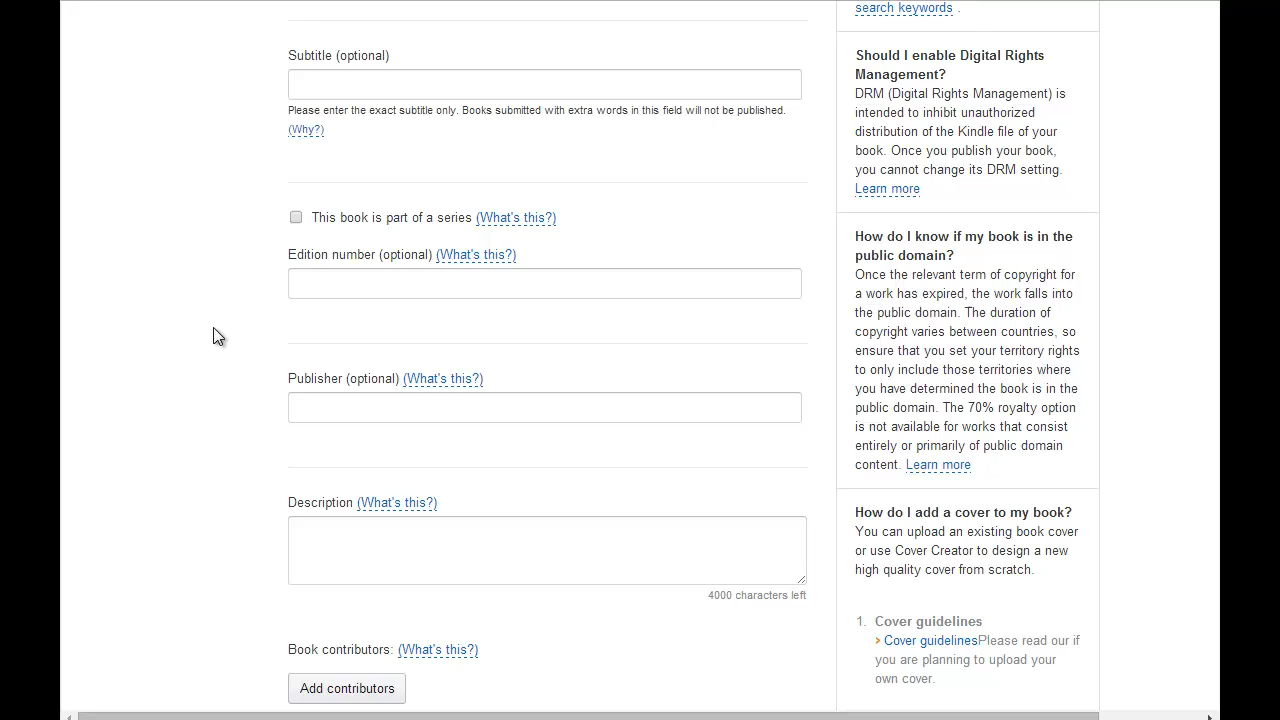 Subtitle (optional)
Please enter the exact subtitle only. Books submitted with extra words in this field will not be published.
(Why?)
This book is part of a series (What's this?)
Edition number (optional) (What's this?)
Publisher (optional) (What's this?)
Description (What's this?)
4000 characters left
Book contributors: (What's this?)
Add contributors
search keywords .
Should I enable Digital Rights
Management?
DRM (Digital Rights Management) is
intended to inhibit unauthorized
distribution of the Kindle file of your
book. Once you publish your book,
you cannot change its DRM setting.
Learn more
How do I know if my book is in the
public domain?
Once the relevant term of copyright for
a work has expired, the work falls into
the public domain. The duration of
copyright varies between countries, so
ensure that you set your territory rights
to only include those territories where
you have determined the book is in the
public domain. The 70% royalty option
is not available for works that consist
entirely or primarily of public domain
content. Learn more
How do I add a cover to my book?
You can upload an existing book cover
or use Cover Creator to design a new
high quality cover from scratch.
1. Cover guidelines
› Cover guidelinesPlease read our if
you are planning to upload your
own cover.